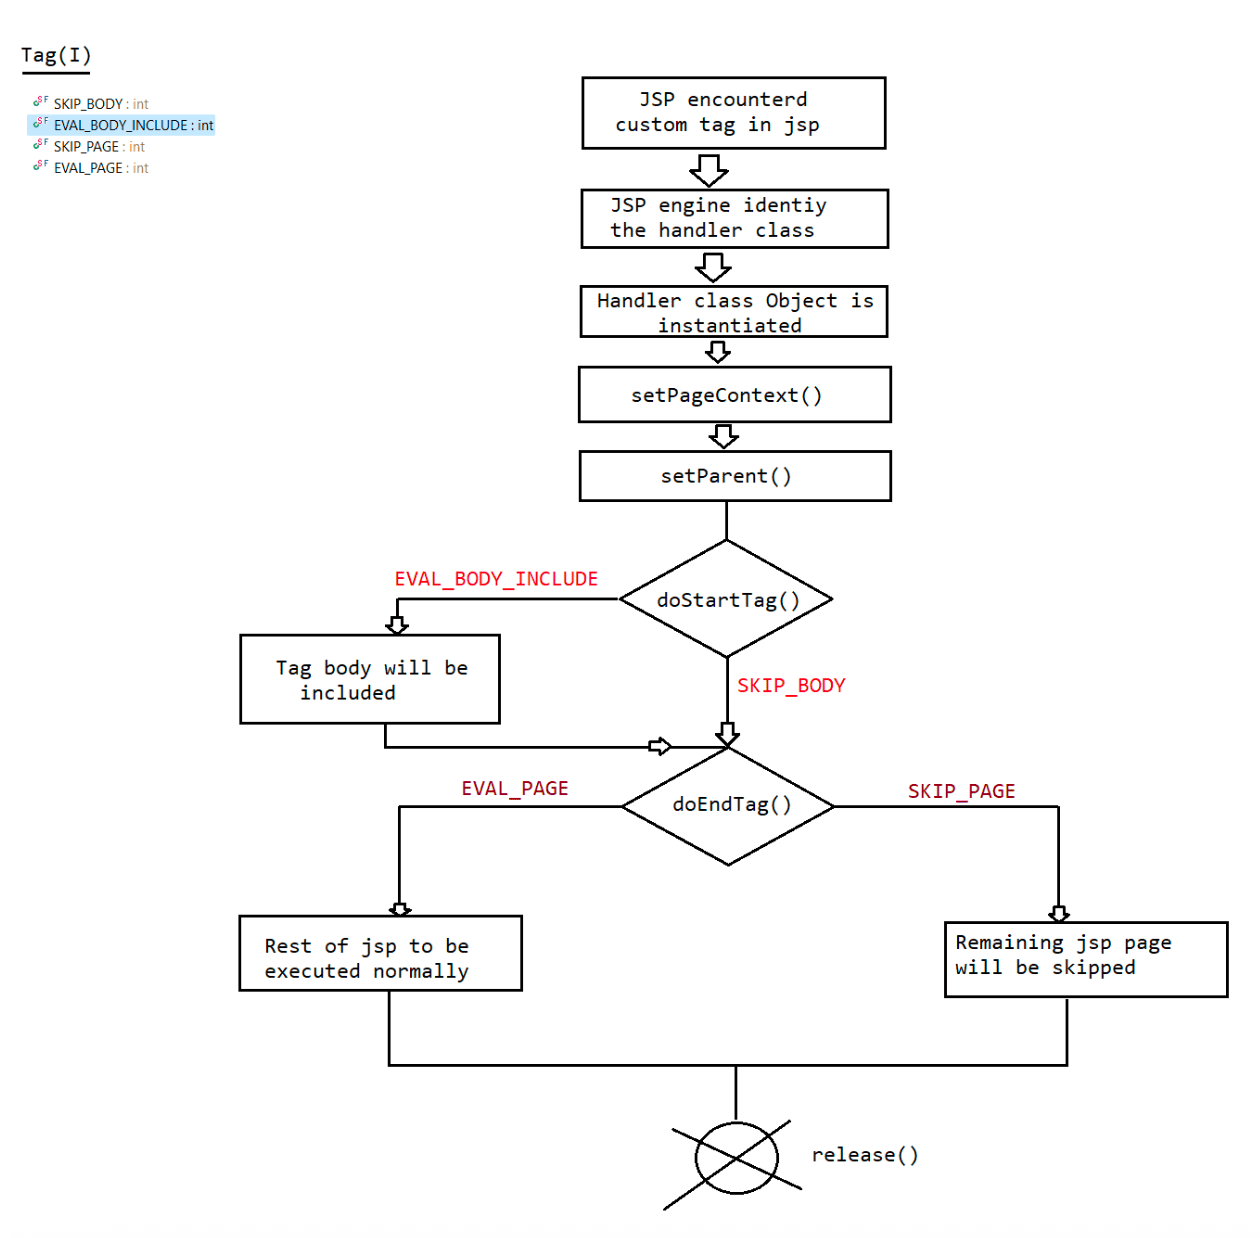 Tag(I)
SKIP_BODY : int
EVAL_BODY_INCLUDE : int
SKIP_PAGE : int
EVAL_PAGE : int
JSP encounterd
custom tag in jsp
JSP engine identiy
the handler class
Handler class Object is
instantiated
setPageContext()
setParent()
EVAL_BODY_INCLUDE
doStartTag()
Tag body will be
included
SKIP_BODY
EVAL_PAGE
doEndTag()
SKIP_PAGE
Rest of jsp to be
executed normally
Remaining jsp page
will be skipped
release()